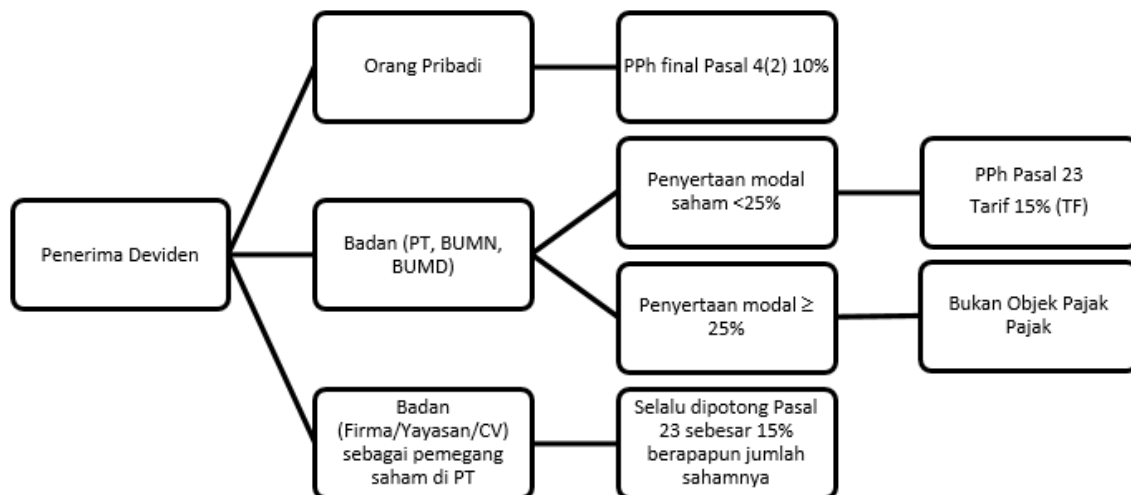 Orang Pribadi
PPh final Pasal 4(2) 10%
Penerima Deviden
Badan (PT, BUMN,
BUMD)
Penyertaan modal
saham <25%
PPh Pasal 23
Tarif 15% (TF)
Penyertaan modal ≥
25%
Bukan Objek Pajak
Pajak
Badan
(Firma/Yayasan/CV)
sebagai pemegang
saham di PT
Selalu dipotong Pasal
23 sebesar 15%
berapapun jumlah
sahamnya